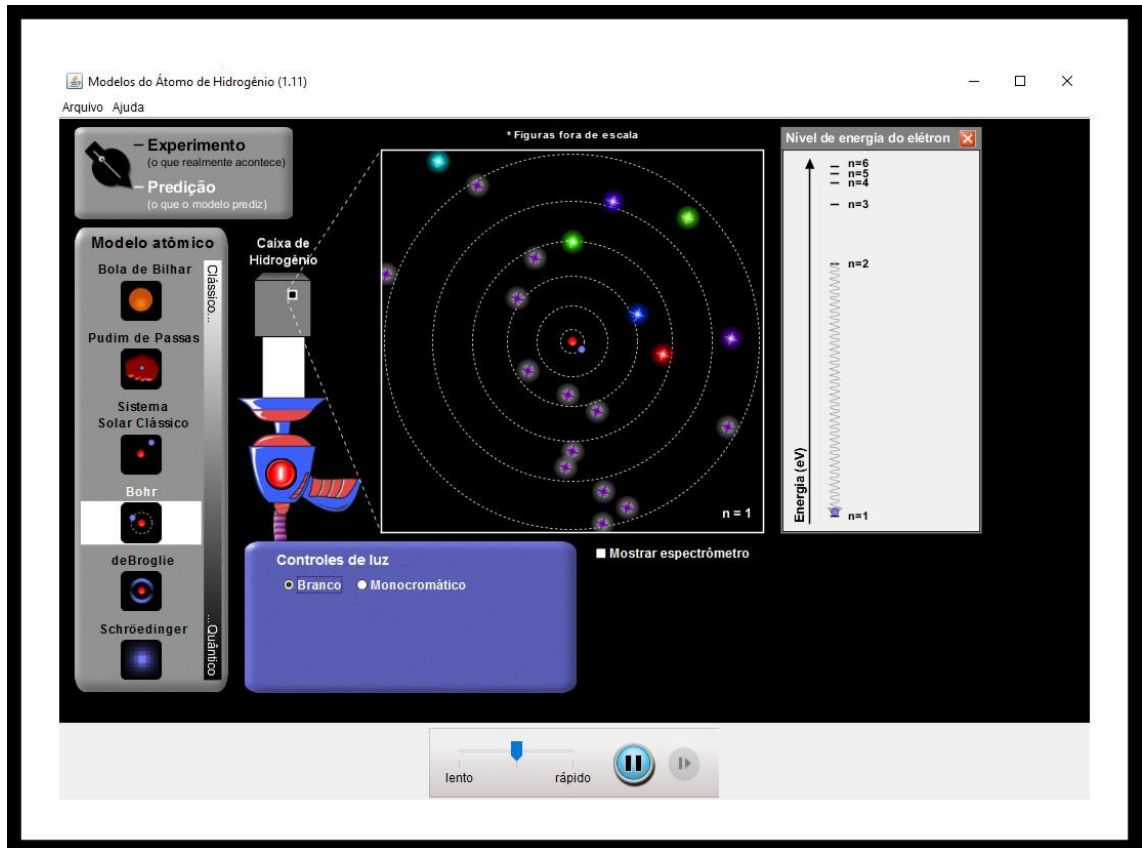 Modelos do Átomo de Hidrogênio (1.11)
Arquivo Ajuda
Experimento
(o que realmente acontece)
Predição
(o que o modelo prediz)
Modelo atômico
Bola de Bilhar
Pudim de Passas
Sistema
Solar Clássico
Bohr
deBroglie
Schröedinger
Clássico...
...Quântico
Caixa de
Hidrogênio
* Figuras fora de escala
n = 1
Nível de energia do elétron
n=6
n=5
n=4
n=3
n=2
n=1
Energia (eV)
Mostrar espectrômetro
Controles de luz
Branco Monocromático
lento rápido